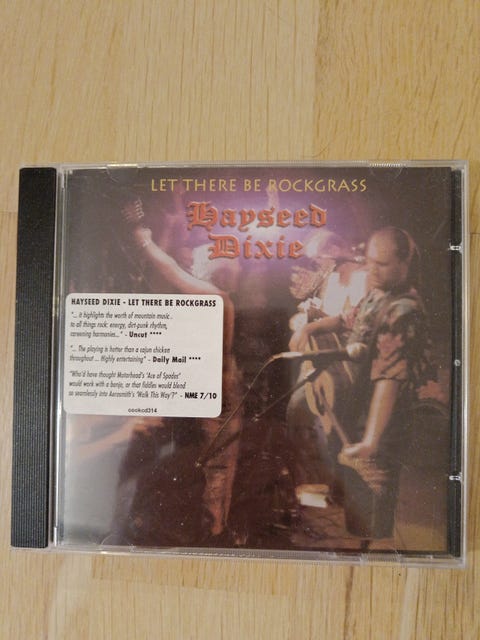 LET THERE BE ROCKGRASS
Hayseed
Dixie
HAYSEED DIXIE - LET THERE BE ROCKGRASS
"... it highlights the worth of mountain music .
to all things rock: energy, dirt-punk rhythm,
careening harmonies..." - Uncut ****
"... The playing is hotter than a cajun chicken
throughout ... Highly entertaining" - Daily Mail ****
"Who'd have thought Motorhead's "Ace of Spades"
would work with a banjo, or that fiddles would blend
so seamlessly into Aerosmith's 'Walk This Way'?" - NME 7/10
cookcd314